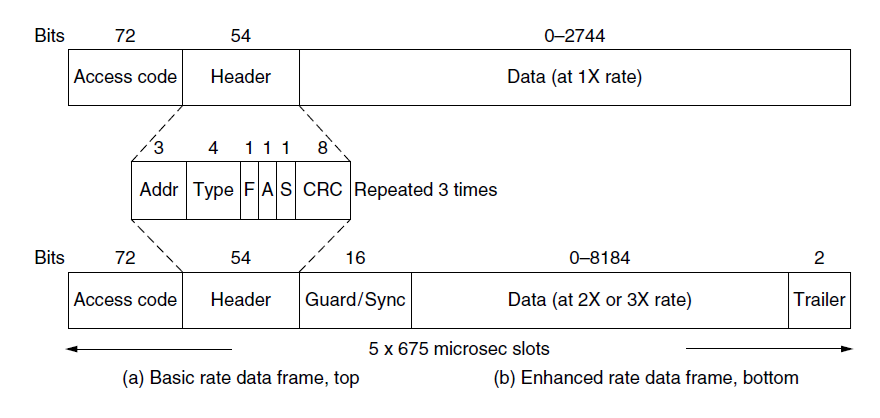 Bits 72 54 0–2744
Access code Header Data (at 1X rate)
3 4 1 1 1 8
Addr Type F A S CRC Repeated 3 times
Bits 72 54 16 0–8184 2
Access code Header Guard/Sync Data (at 2X or 3X rate) Trailer
5 x 675 microsec slots
(a) Basic rate data frame, top (b) Enhanced rate data frame, bottom